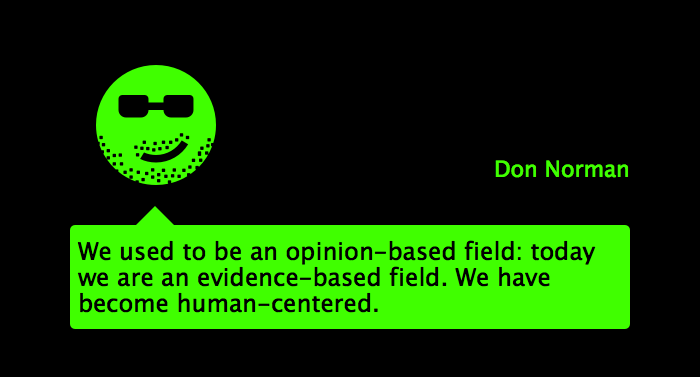 Don Norman
We used to be an opinion-based field: today
we are an evidence-based field. We have
become human-centered.